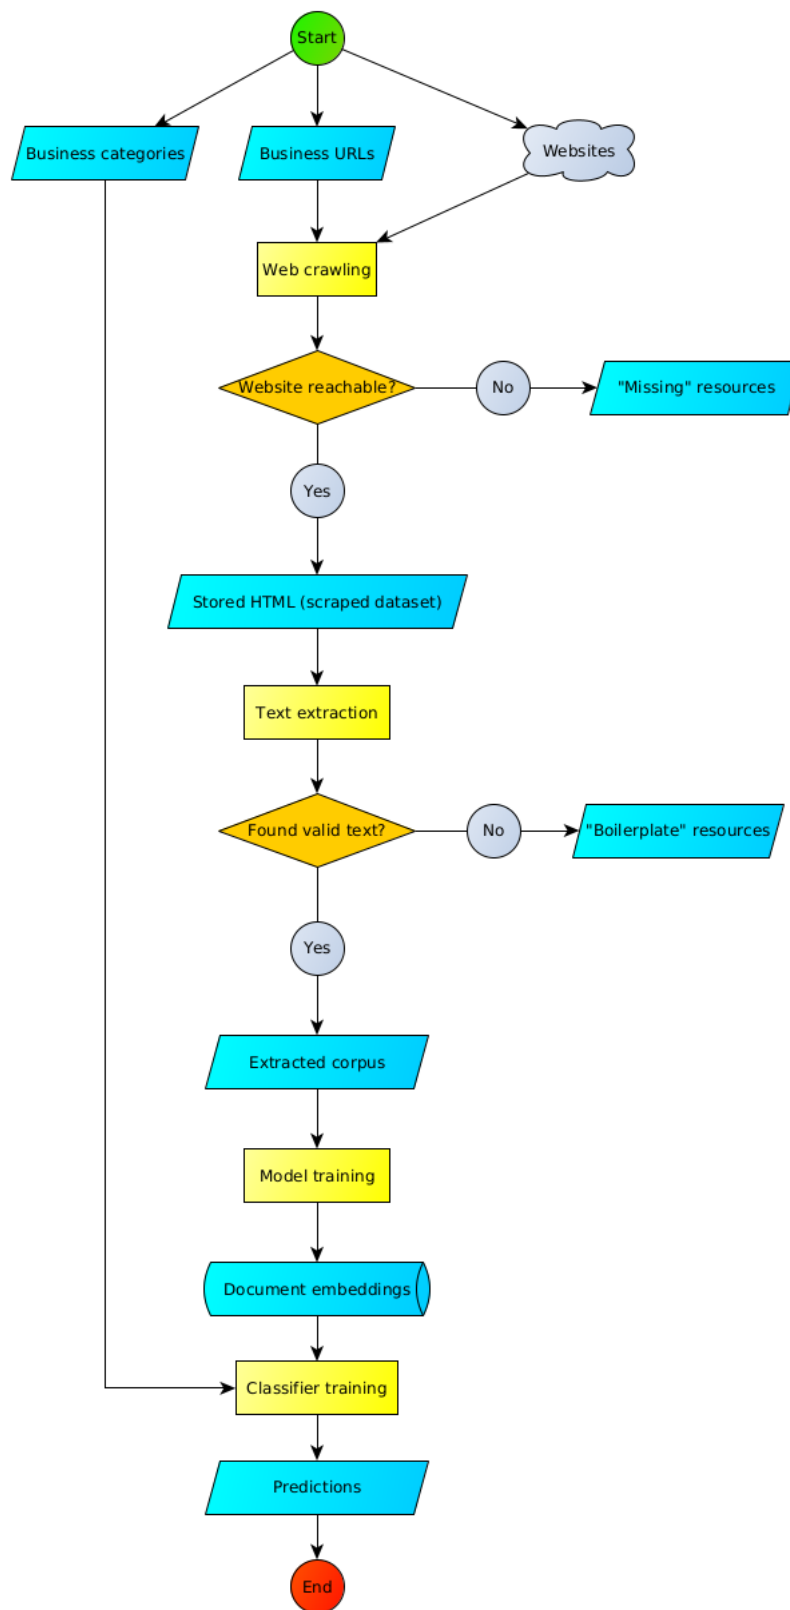 Start
Business categories
Business URLs
Websites
Web crawling
Website reachable?
No
"Missing" resources
Yes
Stored HTML (scraped dataset)
Text extraction
Found valid text?
No
"Boilerplate" resources
Yes
Extracted corpus
Model training
Document embeddings
Classifier training
Predictions
End